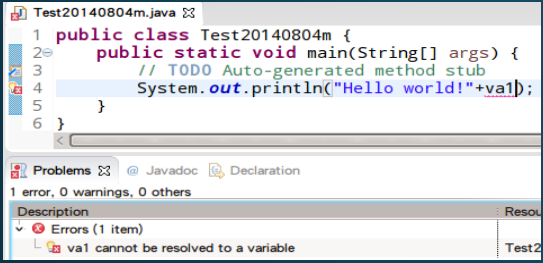 Test20140804m.java
1 public class Test20140804m {
2 public static void main(String[] args) {
3 // TODO Auto-generated method stub
4 System.out.println("Hello world!"+va1);
5 }
6 }
Problems @ Javadoc Declaration
1 error, 0 warnings, 0 others
Description Resou
Errors (1 item)
va1 cannot be resolved to a variable Test2